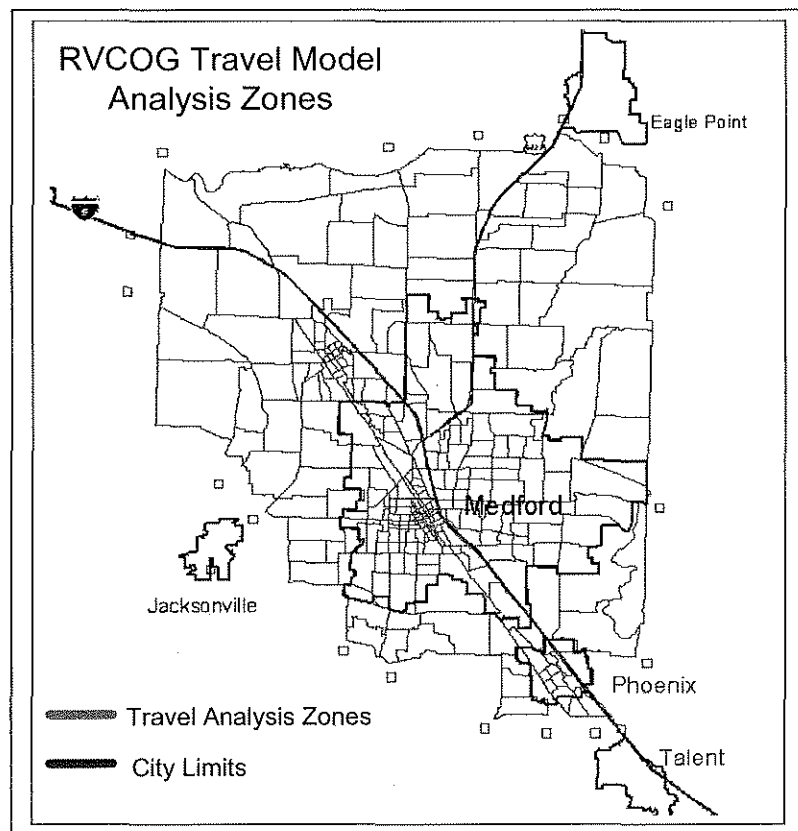 RVCOG Travel Model
Analysis Zones
Eagle Point
Medford
Jacksonville
Phoenix
Travel Analysis Zones
Talent
City Limits